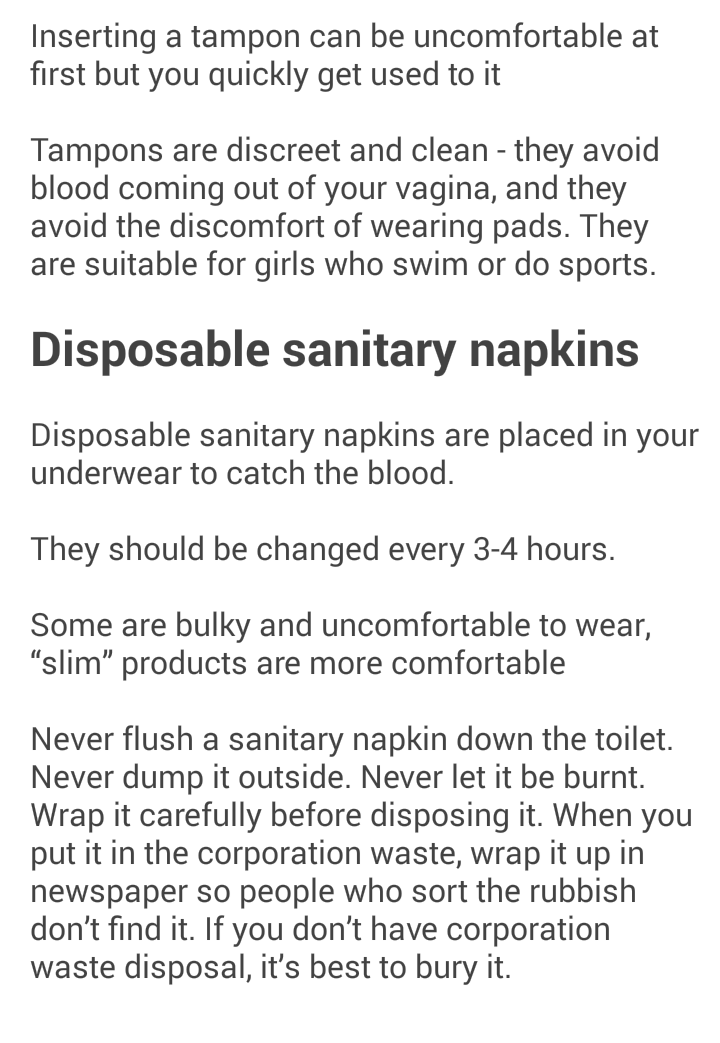 Inserting a tampon can be uncomfortable at
first but you quickly get used to it
Tampons are discreet and clean - they avoid
blood coming out of your vagina, and they
avoid the discomfort of wearing pads. They
are suitable for girls who swim or do sports.
Disposable sanitary napkins
Disposable sanitary napkins are placed in your
underwear to catch the blood.
They should be changed every 3-4 hours.
Some are bulky and uncomfortable to wear,
“slim” products are more comfortable
Never flush a sanitary napkin down the toilet.
Never dump it outside. Never let it be burnt.
Wrap it carefully before disposing it. When you
put it in the corporation waste, wrap it up in
newspaper so people who sort the rubbish
don’t find it. If you don’t have corporation
waste disposal, it’s best to bury it.